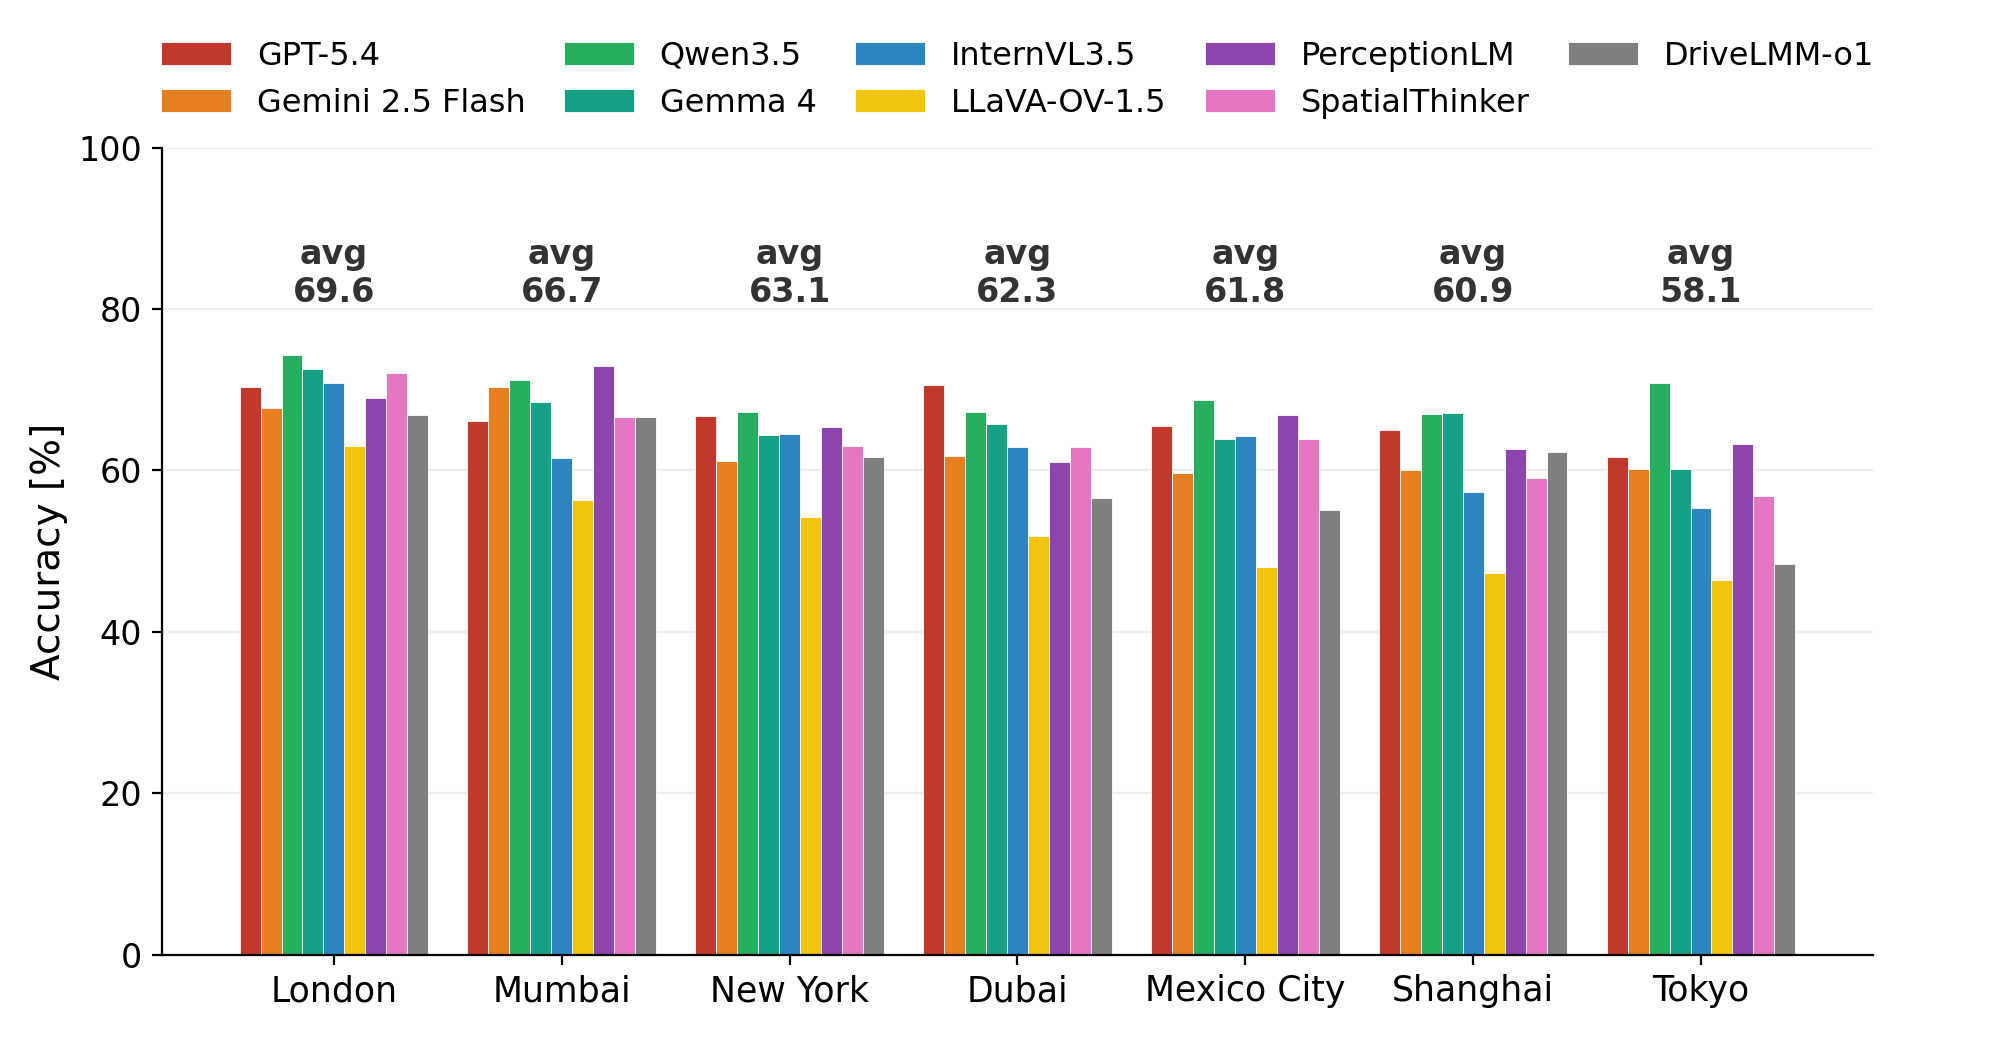 GPT-5.4 Qwen3.5 InternVL3.5 PerceptionLM DriveLMM-o1
Gemini 2.5 Flash Gemma 4 LLaVA-OV-1.5 SpatialThinker
100
avg avg avg avg avg avg avg
69.6 66.7 63.1 62.3 61.8 60.9 58.1
80
60
40
20
0
Accuracy [%]
London Mumbai New York Dubai Mexico City Shanghai Tokyo